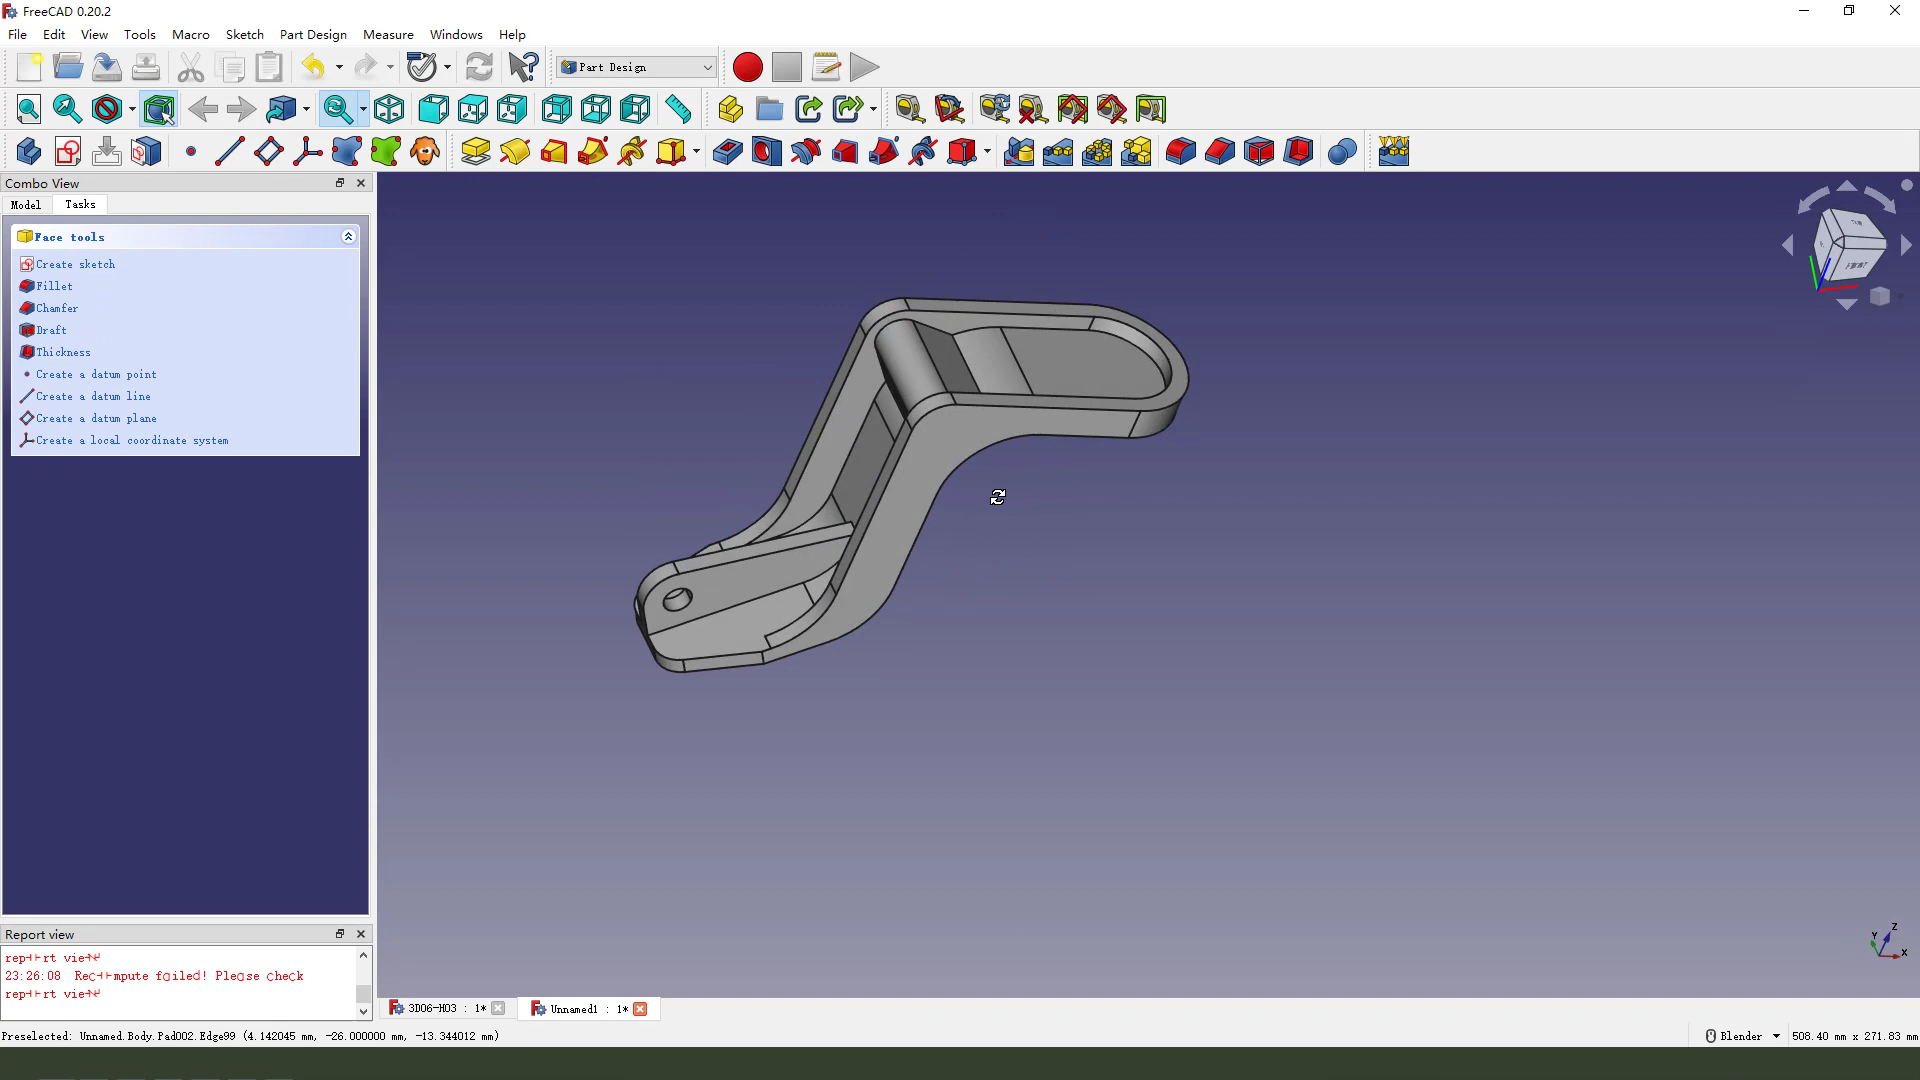 FreeCAD 0.20.2
File Edit View Tools Macro Sketch Part Design Measure Windows Help
Part Design
Combo View
Model Tasks
Face tools
Create sketch
Fillet
Chamfer
Draft
Thickness
Create a datum point
Create a datum line
Create a datum plane
Create a local coordinate system
Z
Y
X
Report view
23:26:08
3D06-H03 : 1*
Unnamed1 : 1*
Preselected: Unnamed.Body.Pad002.Edge99 (4.142045 mm, -26.000000 mm, -13.344012 mm)
Blender
508.40 mm x 271.83 mm